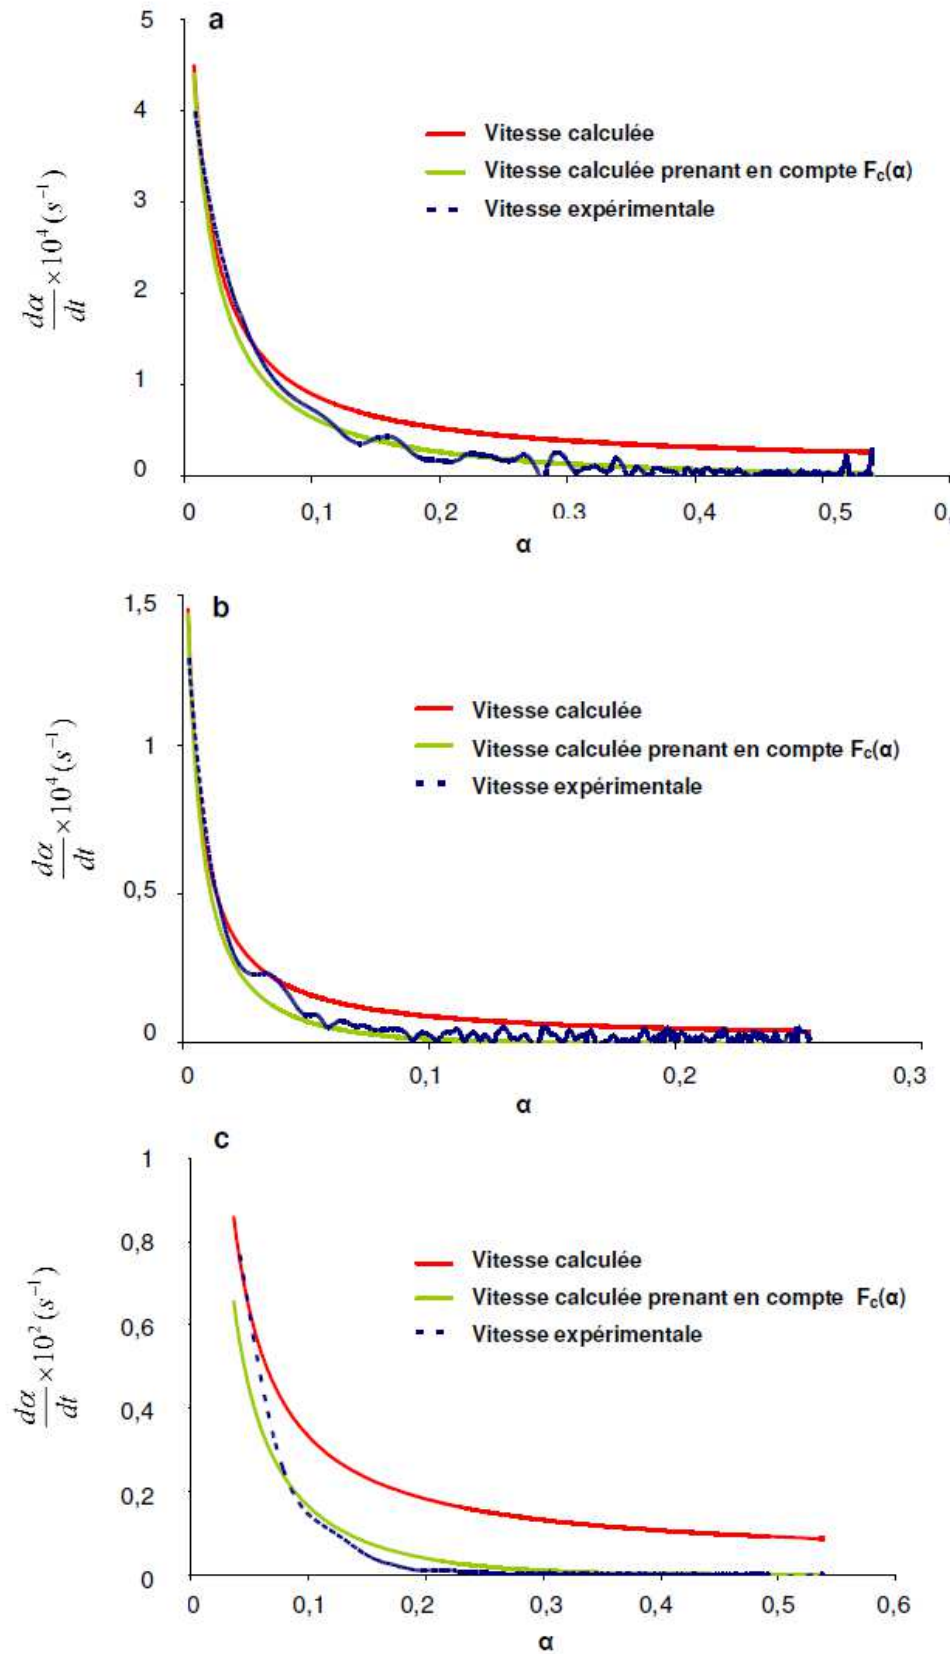 a
5
4
3
2
1
0
dα/dt ×10⁴(s⁻¹)
Vitesse calculée
Vitesse calculée prenant en compte Fc(α)
Vitesse expérimentale
0 0,1 0,2 0,3 0,4 0,5 0,
α
b
1,5
1
0,5
0
dα/dt ×10⁴(s⁻¹)
Vitesse calculée
Vitesse calculée prenant en compte Fc(α)
Vitesse expérimentale
0 0,1 0,2 0,3
α
c
1
0,8
0,6
0,4
0,2
0
dα/dt ×10²(s⁻¹)
Vitesse calculée
Vitesse calculée prenant en compte Fc(α)
Vitesse expérimentale
0 0,1 0,2 0,3 0,4 0,5 0,6
α